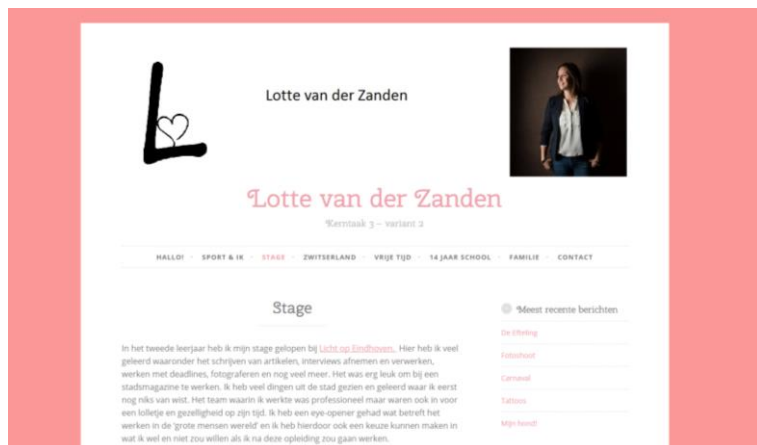 L
Lotte van der Zanden
Lotte van der Zanden
Kerntaak 3 – variant 2
HALLO! - SPORT & IK - STAGE - ZWITSERLAND - VRIJE TIJD - 14 JAAR SCHOOL - FAMILIE - CONTACT
Stage
In het tweede leerjaar heb ik mijn stage gelopen bij Licht op Eindhoven. Hier heb ik veel
geleerd waaronder het schrijven van artikelen, interviews afnemen en verwerken,
werken met deadlines, fotograferen en nog veel meer. Het was erg leuk om bij een
stadsmagazine te werken. Ik heb veel dingen uit de stad gezien en geleerd waar ik eerst
nog niks van wist. Het team waarin ik werkte was professioneel maar waren ook in voor
een lolletje en gezelligheid op zijn tijd. Ik heb een eye-opener gehad wat betreft het
werken in de 'grote mensen wereld' en ik heb hierdoor ook een keuze kunnen maken in
wat ik wel en niet zou willen als ik na deze opleiding zou gaan werken.
Meest recente berichten
De Efteling
Fotoshoot
Carnaval
Tattoos
Mijn hond!